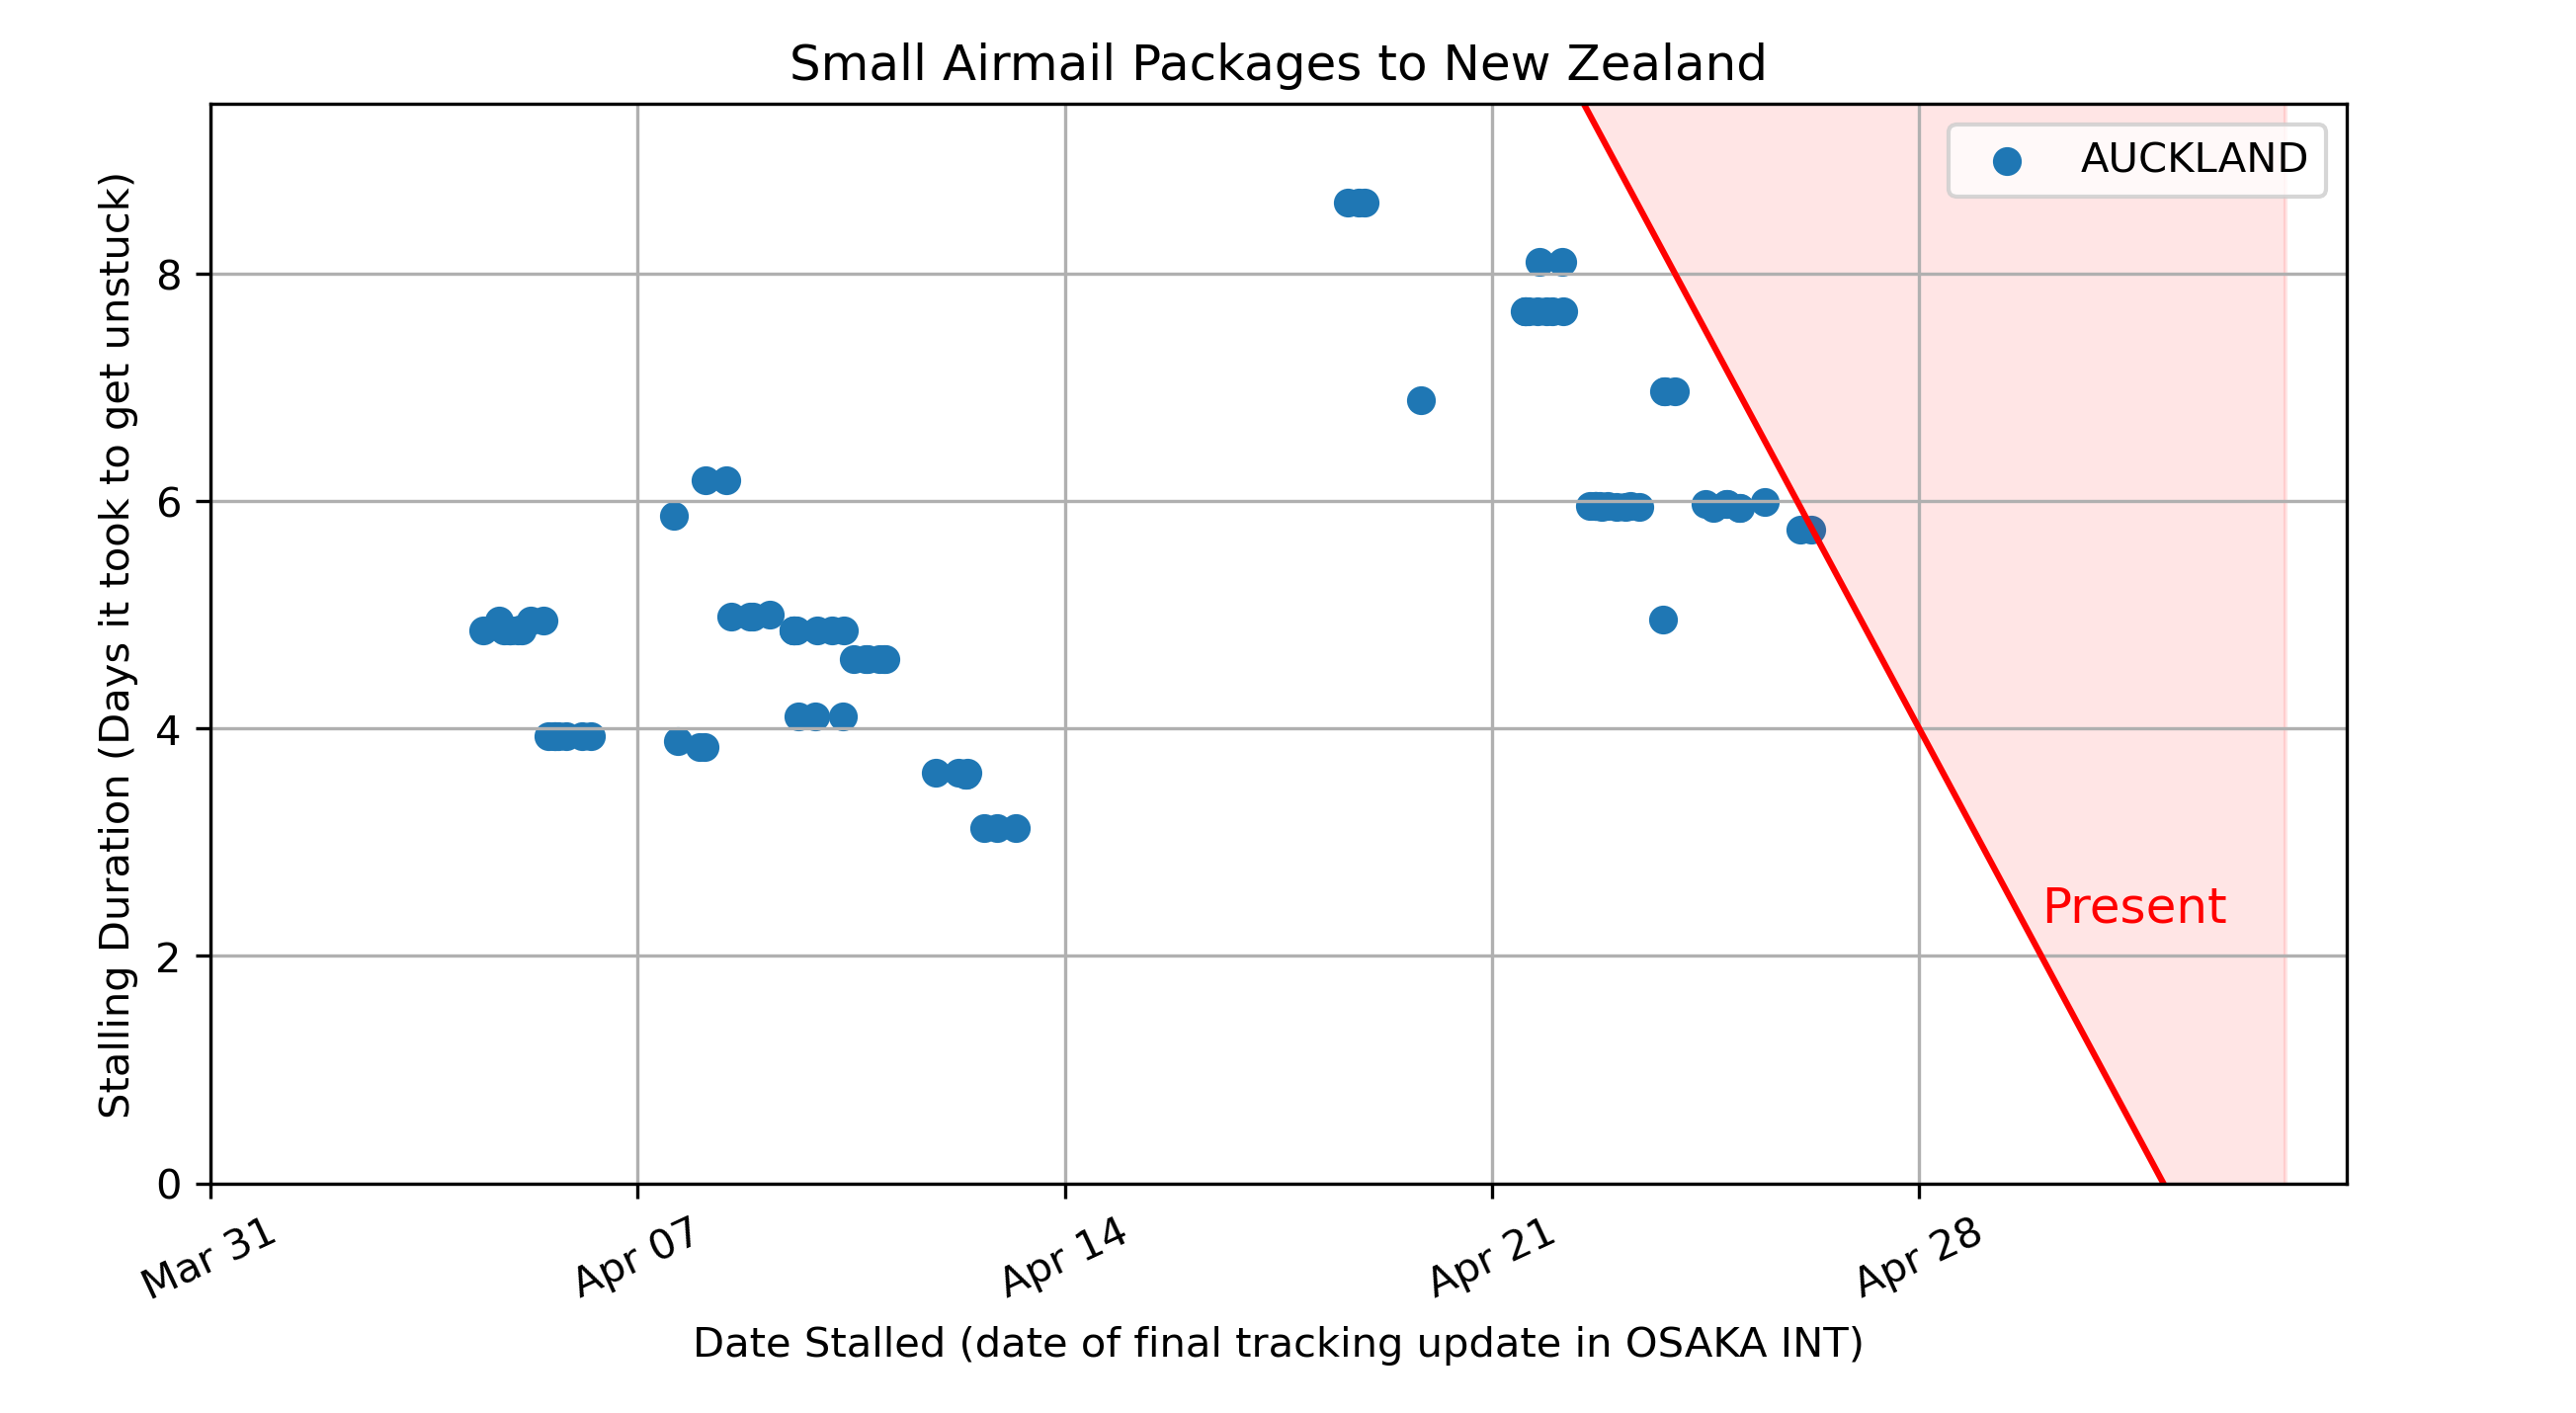 Small Airmail Packages to New Zealand
AUCKLAND
Stalling Duration (Days it took to get unstuck)
8
6
4
2
0
Present
Mar 31
Apr 07
Apr 14
Apr 21
Apr 28
Date Stalled (date of final tracking update in OSAKA INT)